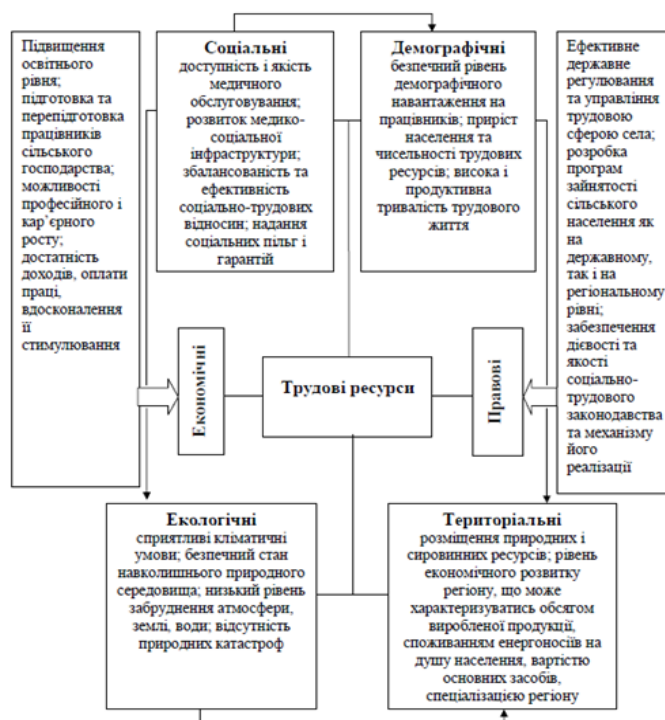 Підвищення
освітнього
рівня;
підготовка та
перепідготовка
працівників
сільського
господарства;
можливості
професійного і
кар’єрного
росту;
достатність
доходів, оплати
праці,
вдосконалення
її
стимулювання
Соціальні
доступність і якість
медичного
обслуговування;
розвиток медико-
соціальної
інфраструктури;
збалансованість та
ефективність
соціально-трудових
відносин; надання
соціальних пільг і
гарантій
Демографічні
безпечний рівень
демографічного
навантаження на
працівників; приріст
населення та
чисельності трудових
ресурсів; висока і
продуктивна
тривалість трудового
життя
Ефективне
державне
регулювання
та управління
трудовою
сферою села;
розробка
програм
зайнятості
сільського
населення як
на
державному,
так і на
регіональному
рівні;
забезпечення
дієвості та
якості
соціально-
трудового
законодавства
та механізму
його
реалізації
Економічні
Трудові ресурси
Правові
Екологічні
сприятливі кліматичні
умови; безпечний стан
навколишнього природного
середовища; низький рівень
забруднення атмосфери,
землі, води; відсутність
природних катастроф
Територіальні
розміщення природних і
сировинних ресурсів; рівень
економічного розвитку
регіону, що може
характеризуватись обсягом
виробленої продукції,
споживанням енергоносіїв на
душу населення, вартістю
основних засобів,
спеціалізацією регіону